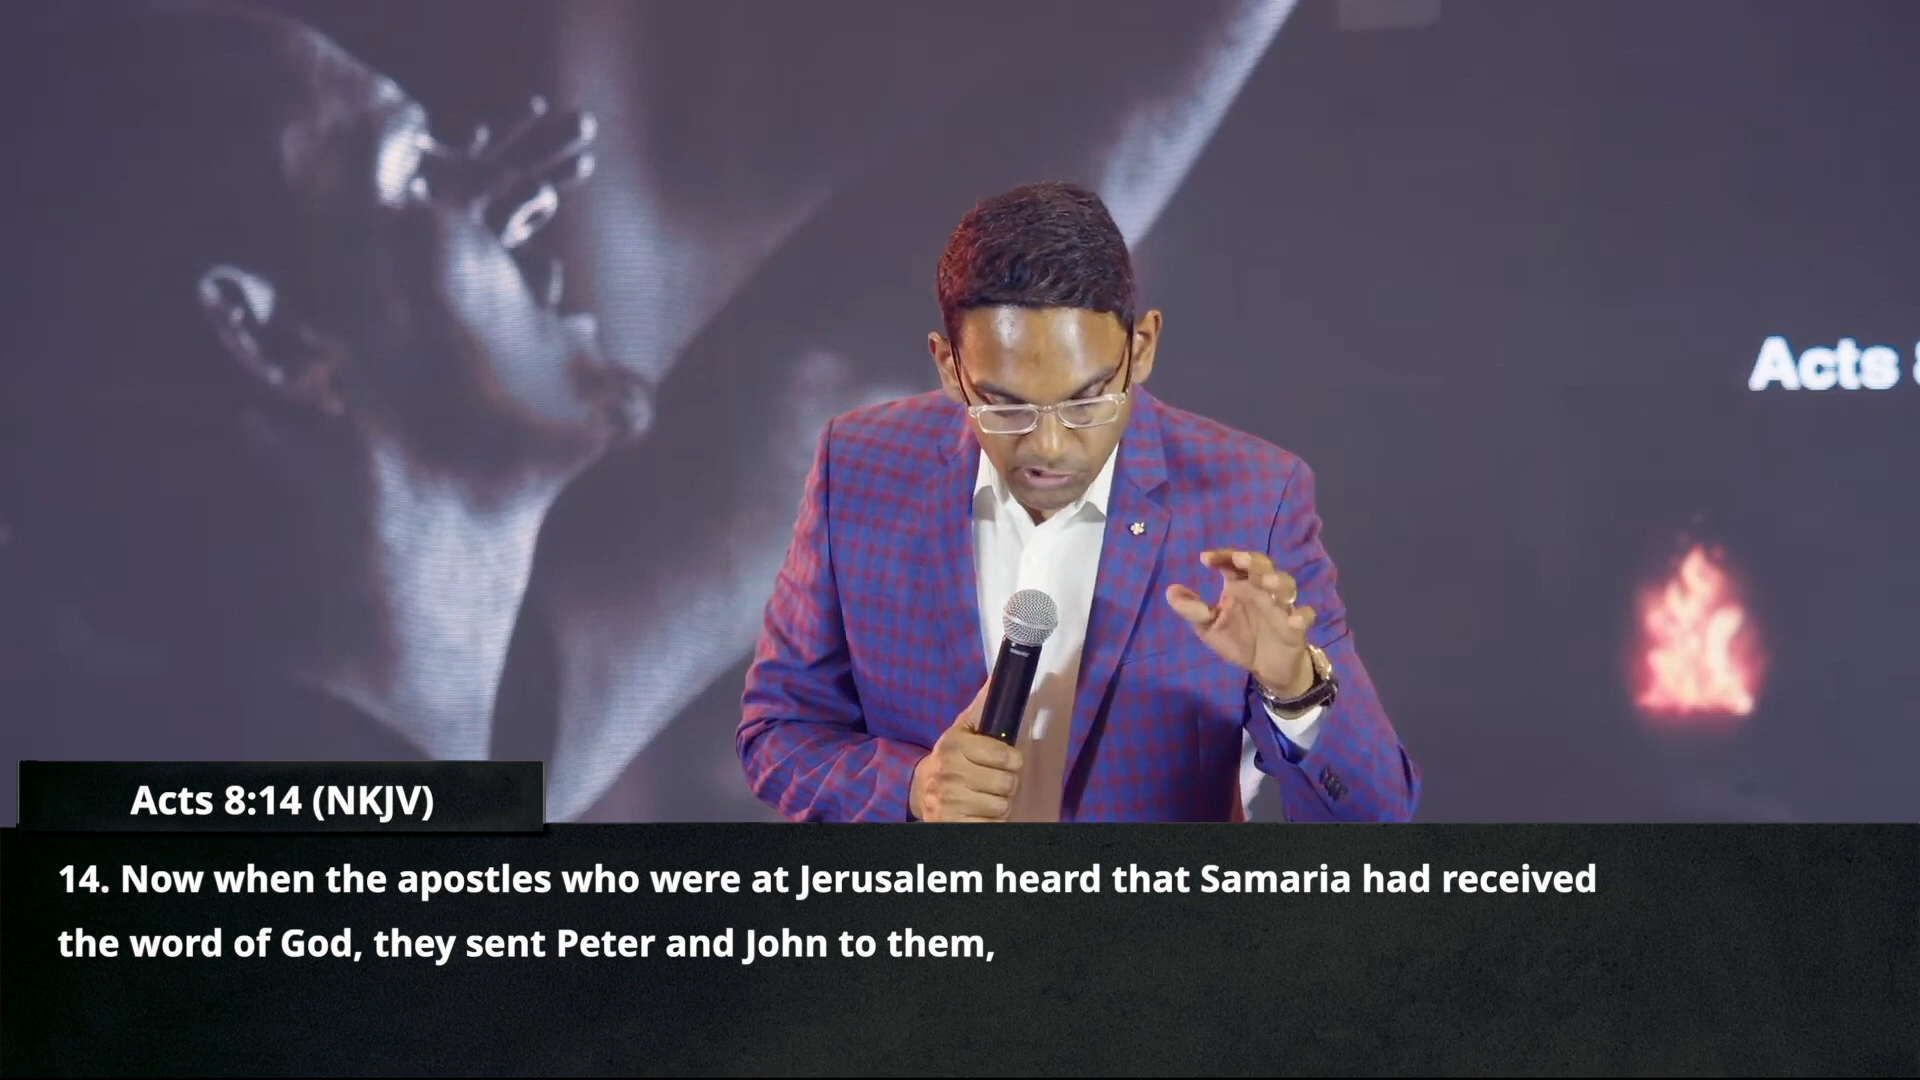 Acts
Acts 8:14 (NKJV)
14. Now when the apostles who were at Jerusalem heard that Samaria had received
the word of God, they sent Peter and John to them,